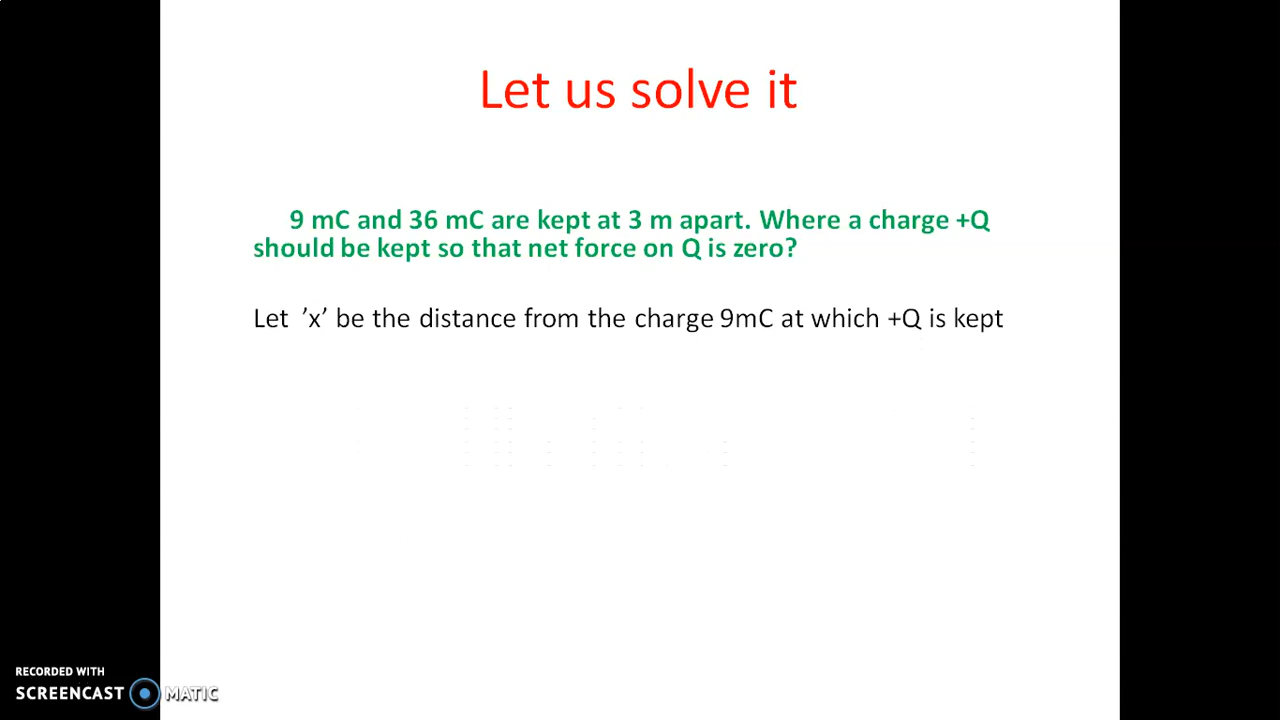 Let us solve it
9 mC and 36 mC are kept at 3 m apart. Where a charge +Q
should be kept so that net force on Q is zero?
Let ’x’ be the distance from the charge 9mC at which +Q is kept
RECORDED WITH
SCREENCAST MATIC